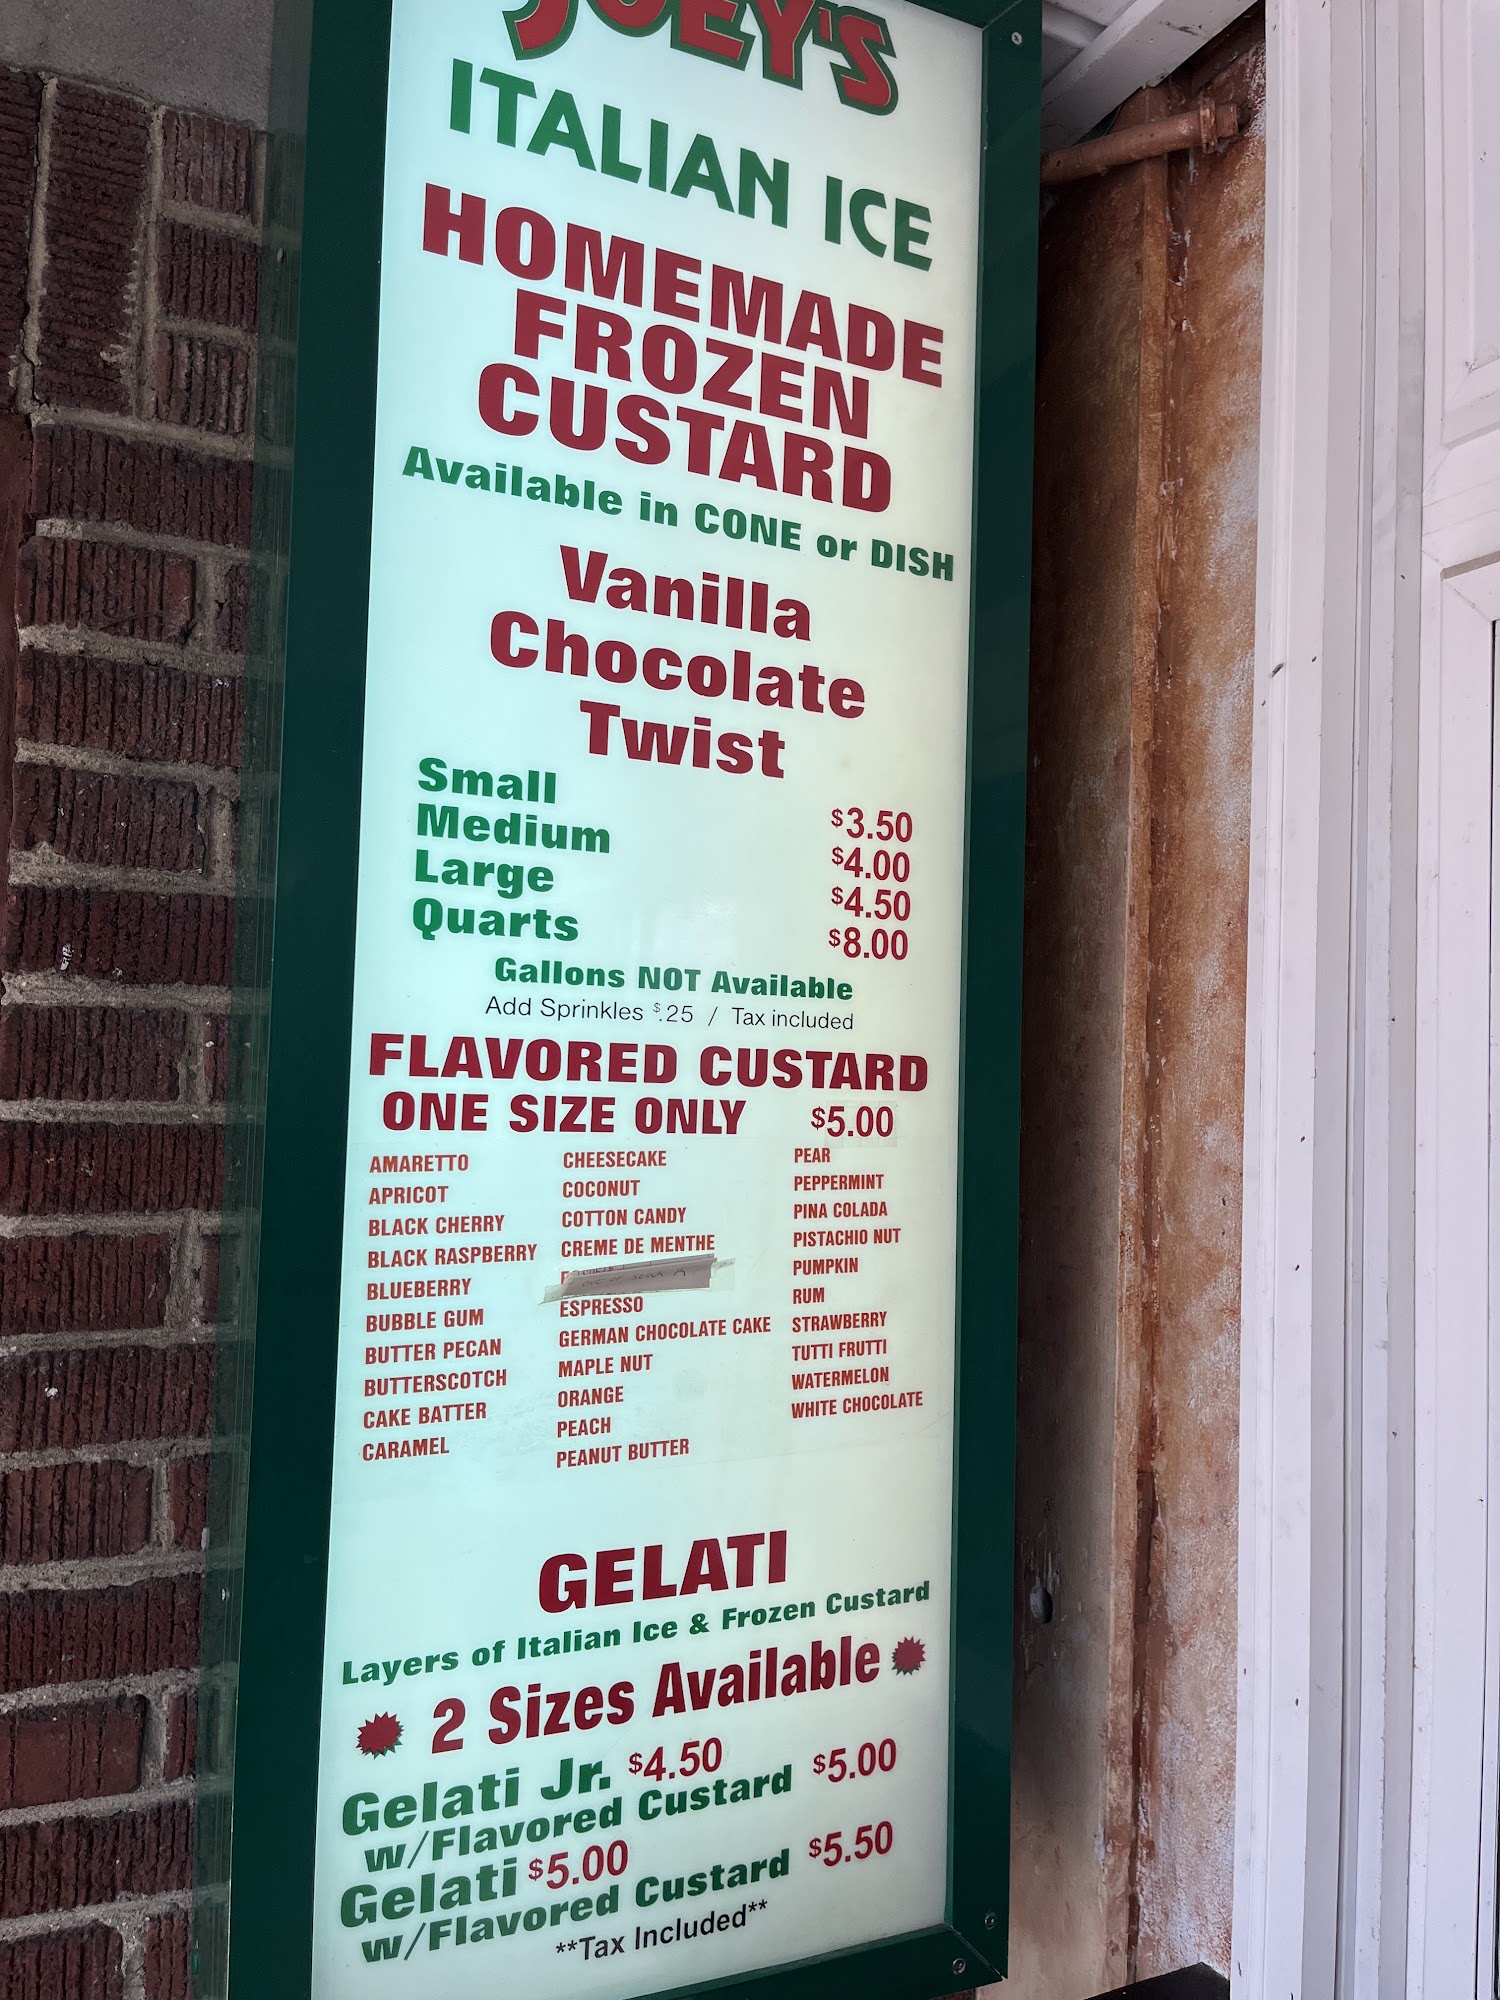 JOEY'S
ITALIAN ICE
HOMEMADE
FROZEN
CUSTARD
Available in CONE or DISH
Vanilla
Chocolate
Twist
Small $3.50
Medium $4.00
Large $4.50
Quarts $8.00
Gallons NOT Available
Add Sprinkles $.25 / Tax included
FLAVORED CUSTARD
ONE SIZE ONLY $5.00
AMARETTO
APRICOT
BLACK CHERRY
BLACK RASPBERRY
BLUEBERRY
BUBBLE GUM
BUTTER PECAN
BUTTERSCOTCH
CAKE BATTER
CARAMEL
CHEESECAKE
COCONUT
COTTON CANDY
CREME DE MENTHE
ESPRESSO
GERMAN CHOCOLATE CAKE
MAPLE NUT
ORANGE
PEACH
PEANUT BUTTER
PEAR
PEPPERMINT
PINA COLADA
PISTACHIO NUT
PUMPKIN
RUM
STRAWBERRY
TUTTI FRUTTI
WATERMELON
WHITE CHOCOLATE
GELATI
Layers of Italian Ice & Frozen Custard
2 Sizes Available
Gelati Jr. $4.50
w/Flavored Custard $5.00
Gelati $5.00
w/Flavored Custard $5.50
**Tax Included**